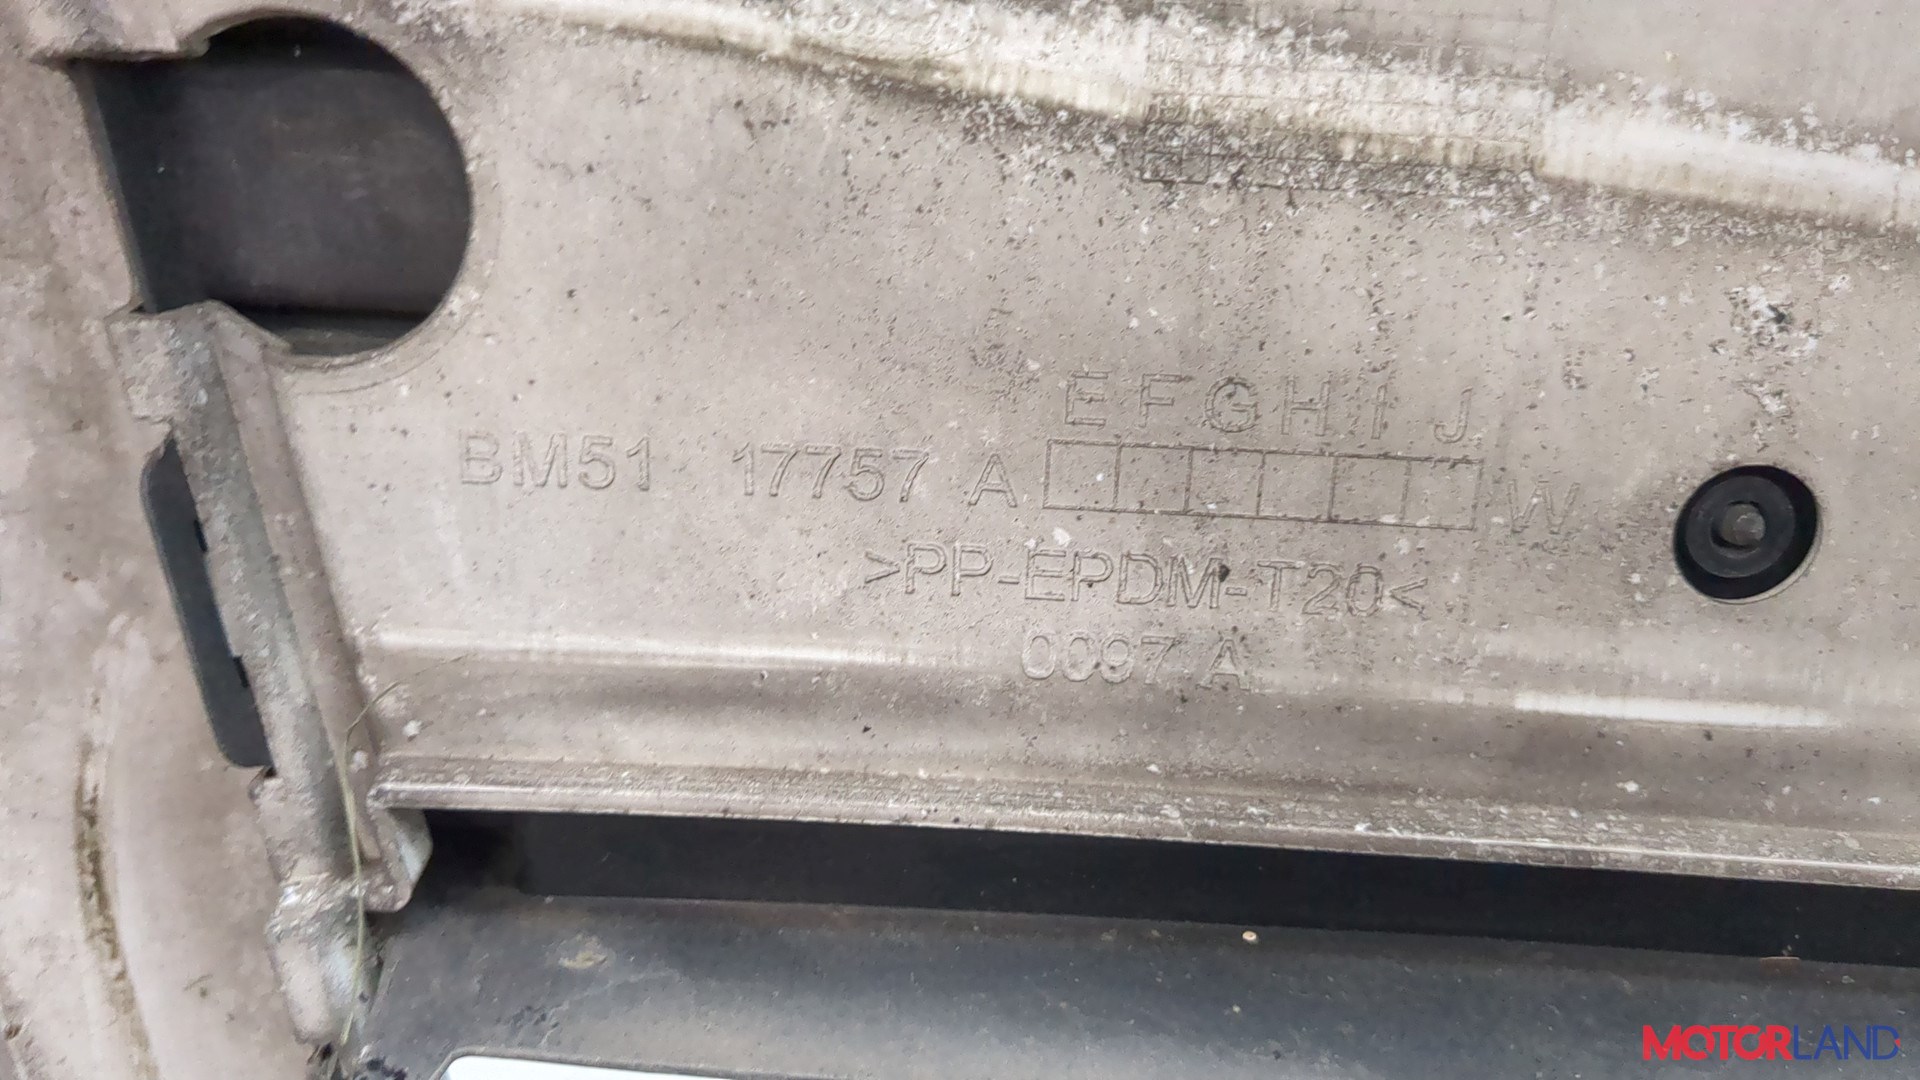 E F G H I J
BM51 17757 A W
>PP-EPDM-T20<
0097 A
MOTORLAND